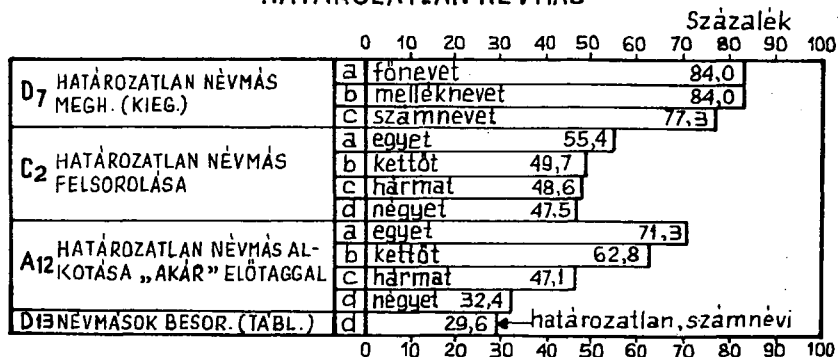 HATÁROZATLAN NÉVMÁS
Százalék
0 10 20 30 40 50 60 70 80 90 100
D7 HATÁROZATLAN NÉVMÁS
MEGH. (KIEG.)
a főnevet 84,0
b melléknevet 84,0
c számnevet 77,3
C2 HATÁROZATLAN NÉVMÁS
FELSOROLÁSA
a egyet 55,4
b kettőt 49,7
c hármat 48,6
d négyet 47.5
A12 HATÁROZATLAN NÉVMÁS AL-
KOTÁSA „AKÁR” ELŐTAGGAL
a egyet 71,3
b kettőt 62,8
c hármat 47,1
d négyet 32,4
D13 NÉVMÁSOK BESOR. (TÁBL.) d 29,6 határozatlan, számnévi
0 10 20 30 40 50 60 70 80 90 100